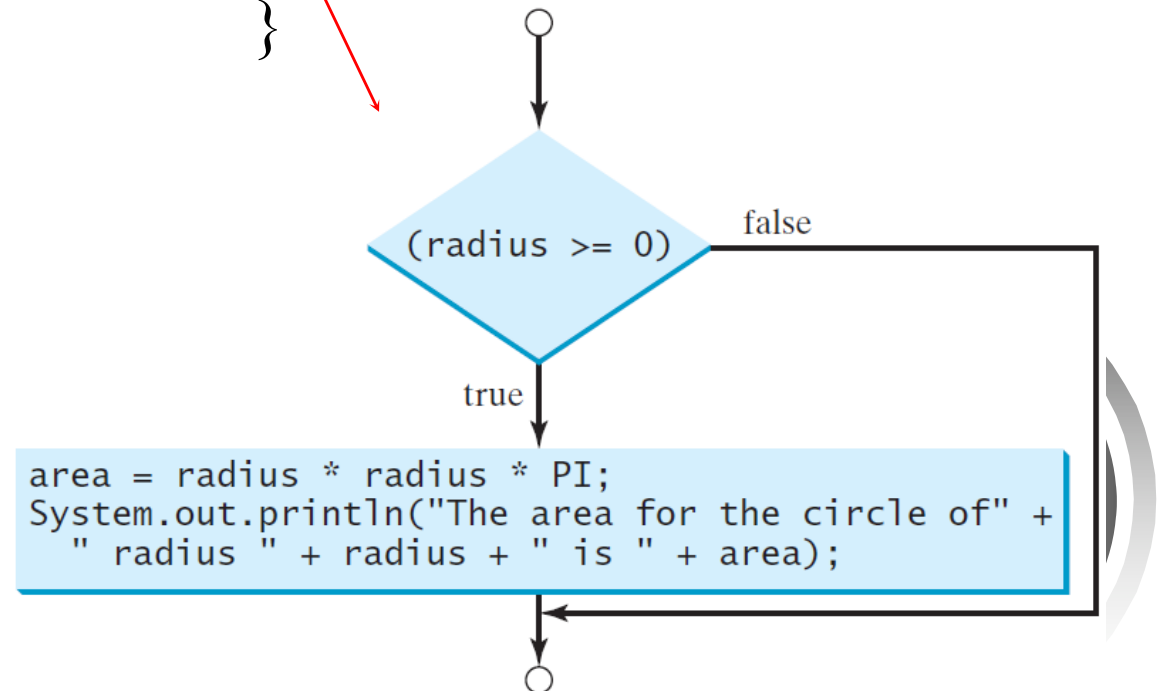 }
(radius >= 0)
false
true
area = radius * radius * PI;
System.out.println("The area for the circle of" +
  " radius " + radius + " is " + area);